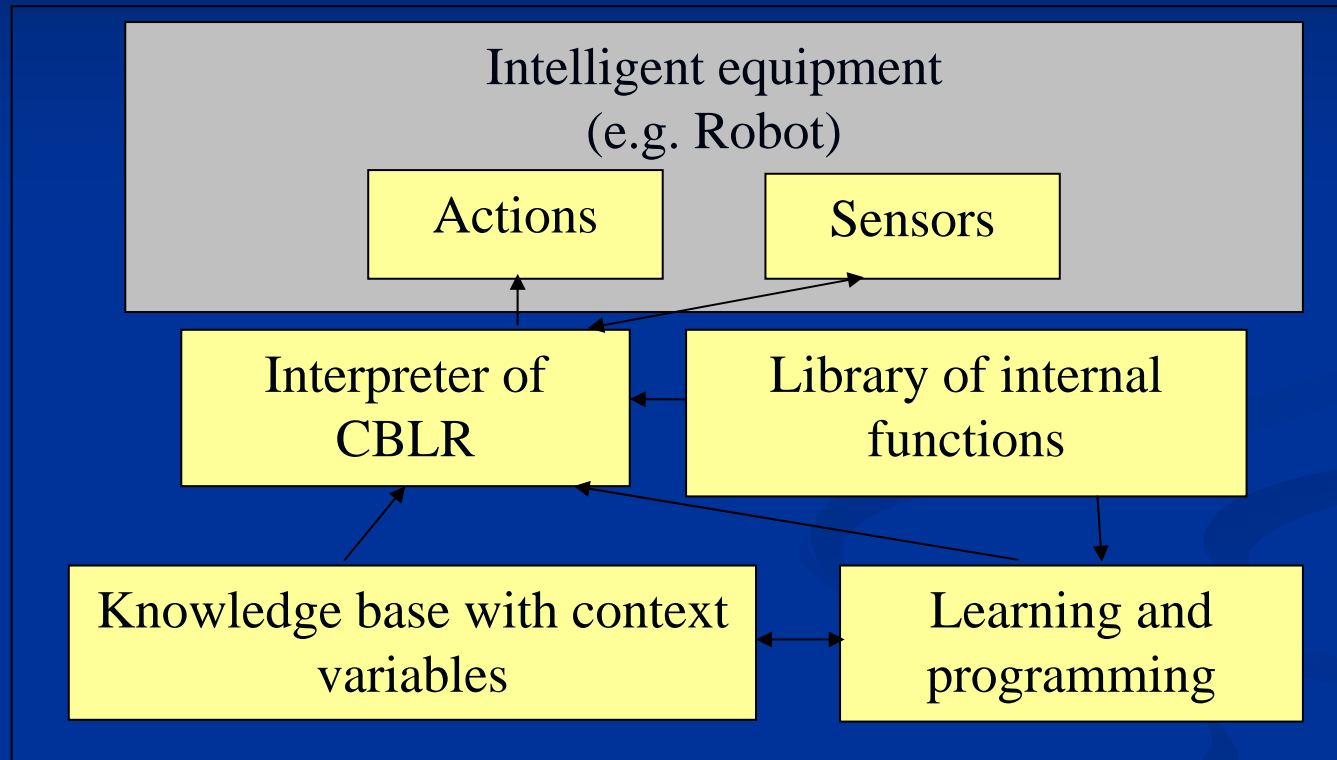 Intelligent equipment
(e.g. Robot)
Actions
Sensors
Interpreter of
CBLR
Library of internal
functions
Knowledge base with context
variables
Learning and
programming